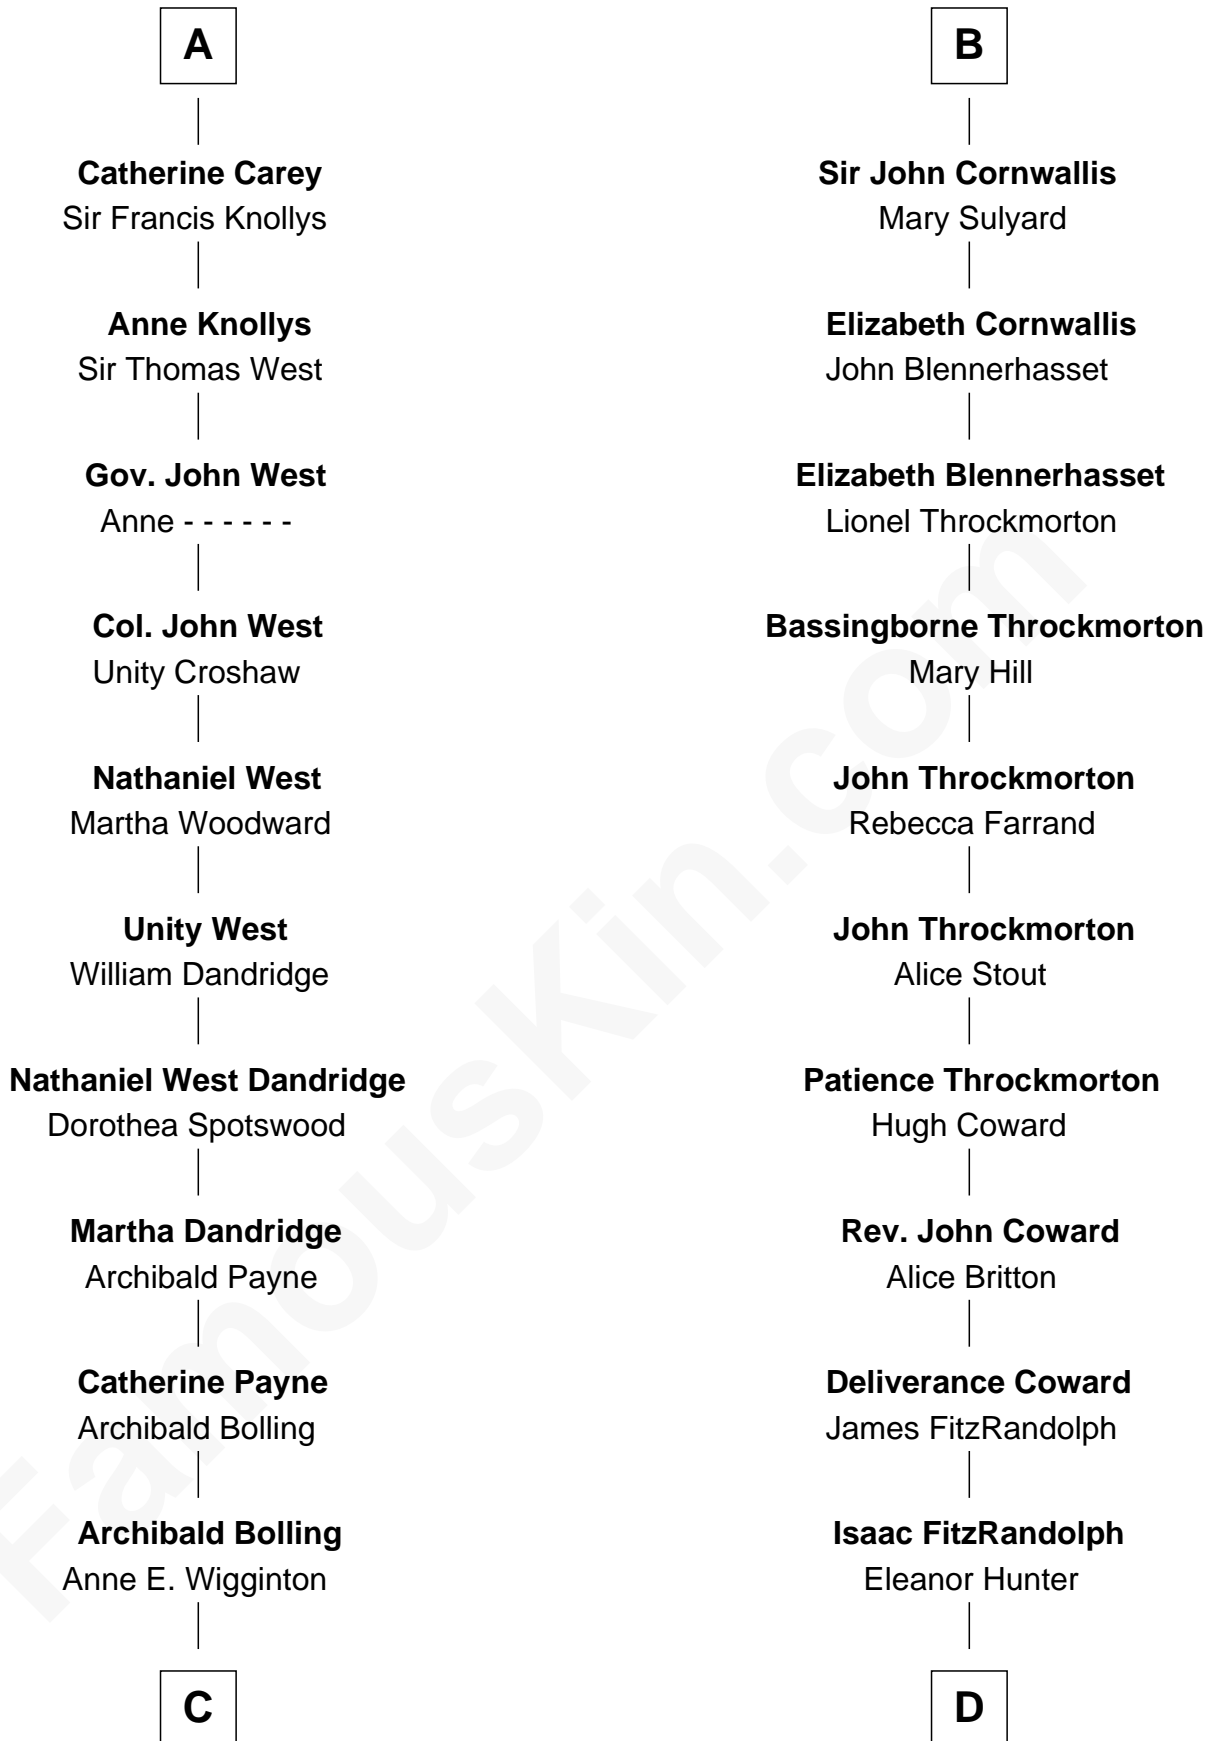 A
Catherine Carey
Sir Francis Knollys
Anne Knollys
Sir Thomas West
Gov. John West
Anne - - - - - -
Col. John West
Unity Croshaw
Nathaniel West
Martha Woodward
Unity West
William Dandridge
Nathaniel West Dandridge
Dorothea Spotswood
Martha Dandridge
Archibald Payne
Catherine Payne
Archibald Bolling
Archibald Bolling
Anne E. Wigginton
C
B
Sir John Cornwallis
Mary Sulyard
Elizabeth Cornwallis
John Blennerhasset
Elizabeth Blennerhasset
Lionel Throckmorton
Bassingborne Throckmorton
Mary Hill
John Throckmorton
Rebecca Farrand
John Throckmorton
Alice Stout
Patience Throckmorton
Hugh Coward
Rev. John Coward
Alice Britton
Deliverance Coward
James FitzRandolph
Isaac FitzRandolph
Eleanor Hunter
D
FamousKin.com